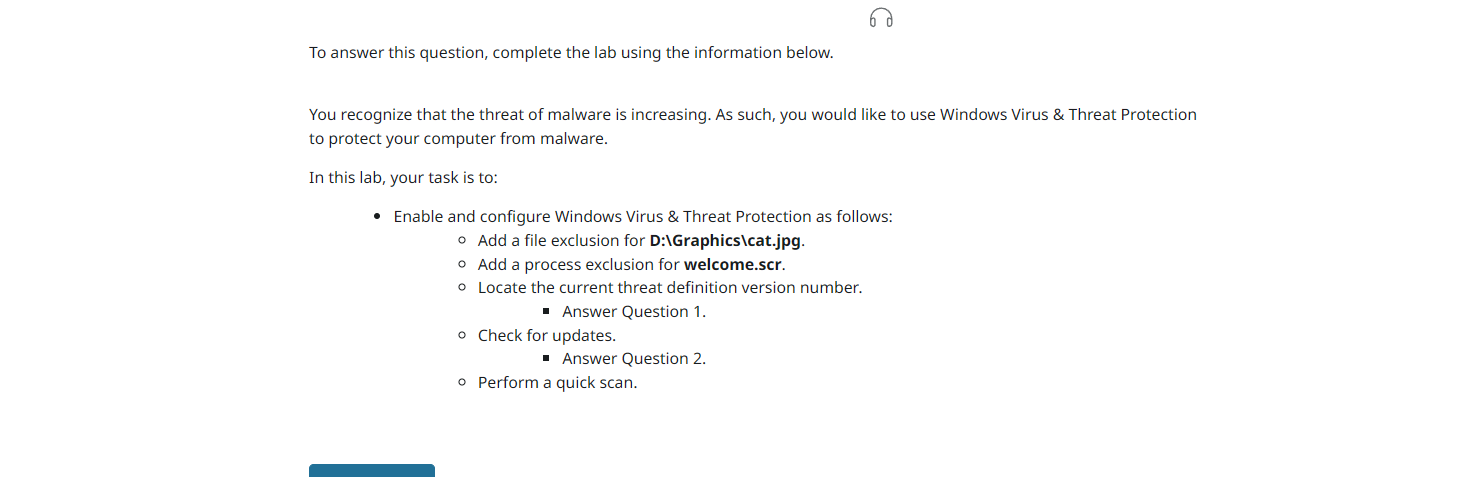 To answer this question, complete the lab using the information below.
You recognize that the threat of malware is increasing. As such, you would like to use Windows Virus & Threat Protection
to protect your computer from malware.
In this lab, your task is to:
Enable and configure Windows Virus & Threat Protection as follows:
Add a file exclusion for D:\Graphics\cat.jpg.
Add a process exclusion for welcome.scr.
Locate the current threat definition version number.
Answer Question 1.
Check for updates.
Answer Question 2.
Perform a quick scan.